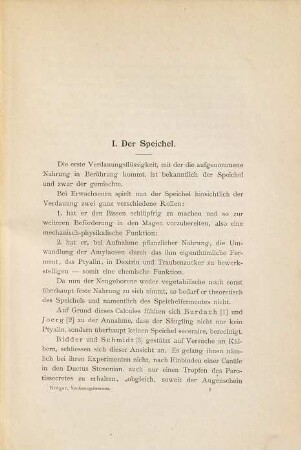 I. Der Speichel.
Die erste Verdauungsflüssigkeit, mit der die aufgenommene
Nahrung in Berührung kommt, ist bekanntlich der Speichel
und zwar der gemischte.
Bei Erwachsenen spielt nun der Speichel hinsichtlich der
Verdauung zwei ganz verschiedene Rollen:
1. hat er den Bissen schlüpfrig zu machen und so zur
weiteren Beförderung in den Magen vorzubereiten, also eine
mechanisch-physikalische Funktion:
2. hat er, bei Aufnahme pflanzlicher Nahrung, die Um-
wandlung der Amylaceen durch das ihm eigenthümliche Ferment,
das Ptyalin, in Dextrin und Traubenzucker zu bewerk-
stelligen — somit eine chemische Funktion.
Da nun der Neugeborene weder vegetabilische noch sonst
überhaupt feste Nahrung zu sich nimmt, so bedarf er theoretisch
des Speichels und namentlich des Speichelfermentes nicht.
Auf Grund dieses Calculs fühlten sich Burdach [1] und
Joerg [2] zu der Annahme, dass der Säugling nicht nur kein
Ptyalin, sondern überhaupt keinen Speichel secernire, berechtigt.
Bidder und Schmidt [3] gestützt auf Versuche an Käl-
bern, schliessen sich dieser Ansicht an. Es gelang ihnen nämlich
bei ihren Experimenten nicht, nach Einbinden einer Canüle
in den Ductus Stenonian. auch nur einen Tropfen des Paro-
tissecretes zu erhalten, „obgleich, soweit der Augenschein